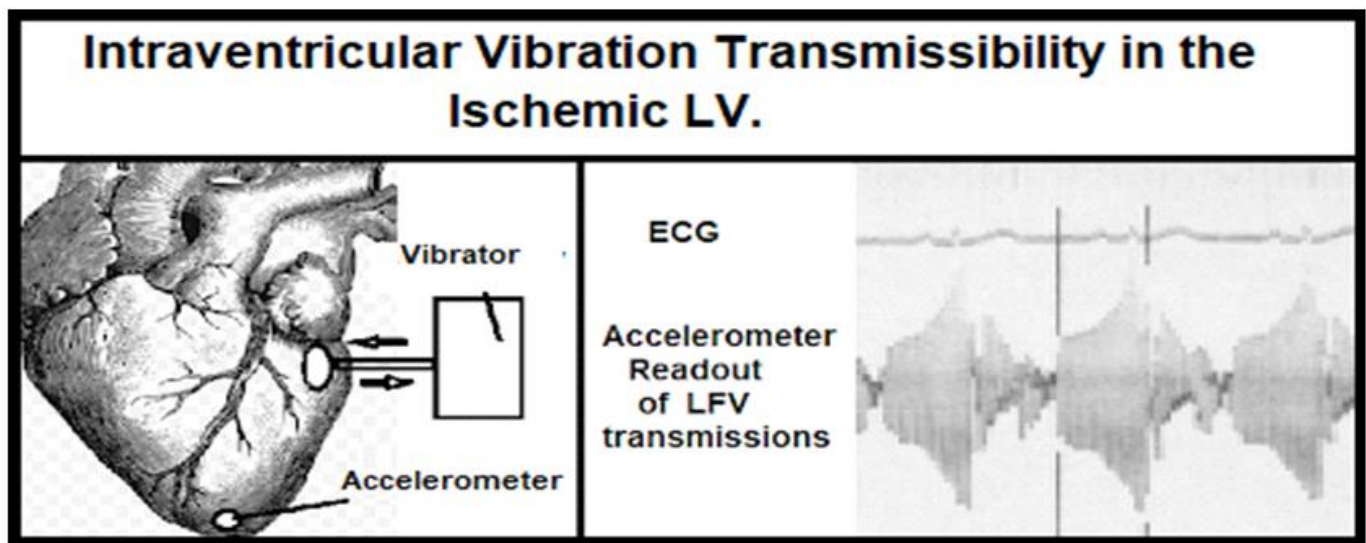 Intraventricular Vibration Transmissibility in the
Ischemic LV.
Vibrator
Accelerometer
ECG
Accelerometer
Readout
of LFV
transmissions